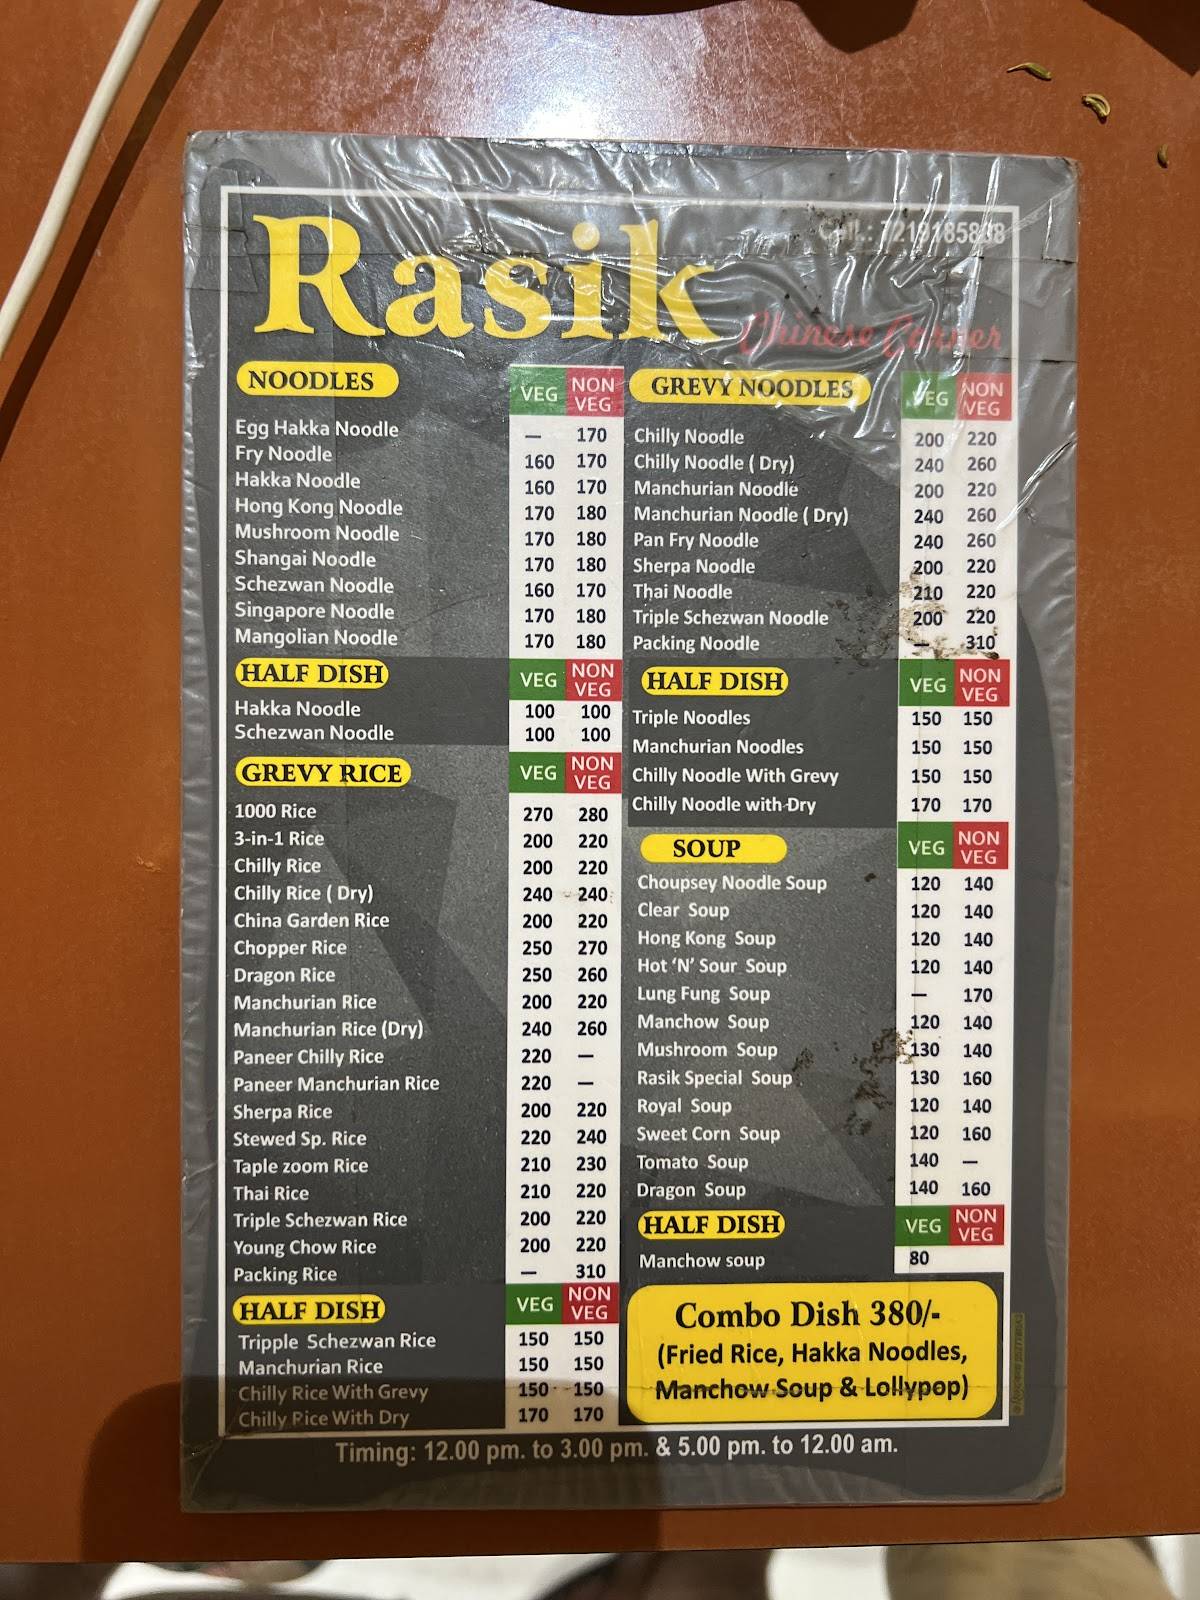 Rasik
Chinese Corner
NOODLES VEG NON VEG
Egg Hakka Noodle — 170
Fry Noodle 160 170
Hakka Noodle 160 170
Hong Kong Noodle 170 180
Mushroom Noodle 170 180
Shangai Noodle 170 180
Schezwan Noodle 160 170
Singapore Noodle 170 180
Mangolian Noodle 170 180
HALF DISH VEG NON VEG
Hakka Noodle 100 100
Schezwan Noodle 100 100
GREVY RICE VEG NON VEG
1000 Rice 270 280
3-in-1 Rice 200 220
Chilly Rice 200 220
Chilly Rice ( Dry) 240 240
China Garden Rice 200 220
Chopper Rice 250 270
Dragon Rice 250 260
Manchurian Rice 200 220
Manchurian Rice (Dry) 240 260
Paneer Chilly Rice 220 —
Paneer Manchurian Rice 220 —
Sherpa Rice 200 220
Stewed Sp. Rice 220 240
Taple zoom Rice 210 230
Thai Rice 210 220
Triple Schezwan Rice 200 220
Young Chow Rice 200 220
Packing Rice — 310
HALF DISH VEG NON VEG
Tripple Schezwan Rice 150 150
Manchurian Rice 150 150
Chilly Rice With Grevy 150 150
Chilly Rice With Dry 170 170
GREVY NOODLES VEG NON VEG
Chilly Noodle 200 220
Chilly Noodle ( Dry) 240 260
Manchurian Noodle 200 220
Manchurian Noodle ( Dry) 240 260
Pan Fry Noodle 240 260
Sherpa Noodle 200 220
Thai Noodle 210 220
Triple Schezwan Noodle 200 220
Packing Noodle — 310
HALF DISH VEG NON VEG
Triple Noodles 150 150
Manchurian Noodles 150 150
Chilly Noodle With Grevy 150 150
Chilly Noodle with Dry 170 170
SOUP VEG NON VEG
Choupsey Noodle Soup 120 140
Clear Soup 120 140
Hong Kong Soup 120 140
Hot ‘N’ Sour Soup 120 140
Lung Fung Soup — 170
Manchow Soup 120 140
Mushroom Soup 130 140
Rasik Special Soup 130 160
Royal Soup 120 140
Sweet Corn Soup 120 160
Tomato Soup 140 —
Dragon Soup 140 160
HALF DISH VEG NON VEG
Manchow soup 80
Combo Dish 380/-
(Fried Rice, Hakka Noodles,
Manchow Soup & Lollypop)
Timing: 12.00 pm. to 3.00 pm. & 5.00 pm. to 12.00 am.